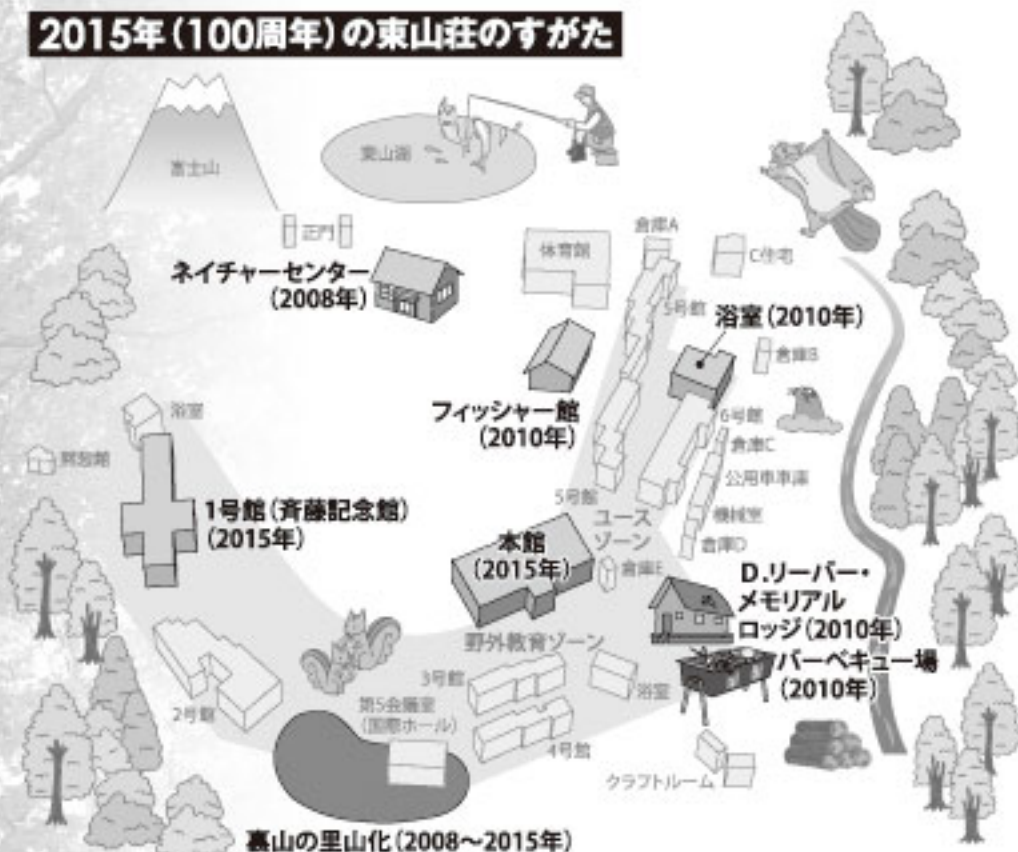 2015年(100周年)の東山荘のすがた
富士山
東山湖
正門
ネイチャーセンター
(2008年)
体育館
倉庫A
C住宅
5号館
浴室(2010年)
倉庫B
フィッシャー館
(2010年)
6号館
倉庫C
公用車車庫
機械室
倉庫D
浴室
黙想館
1号館(斉藤記念館)
(2015年)
5号館
ユース
ゾーン
本館
(2015年)
倉庫E
D.リーバー・
メモリアル
ロッジ(2010年)
野外教育ゾーン
バーベキュー場
(2010年)
3号館
浴室
2号館
第5会議室
(国際ホール)
4号館
クラフトルーム
裏山の里山化(2008〜2015年)